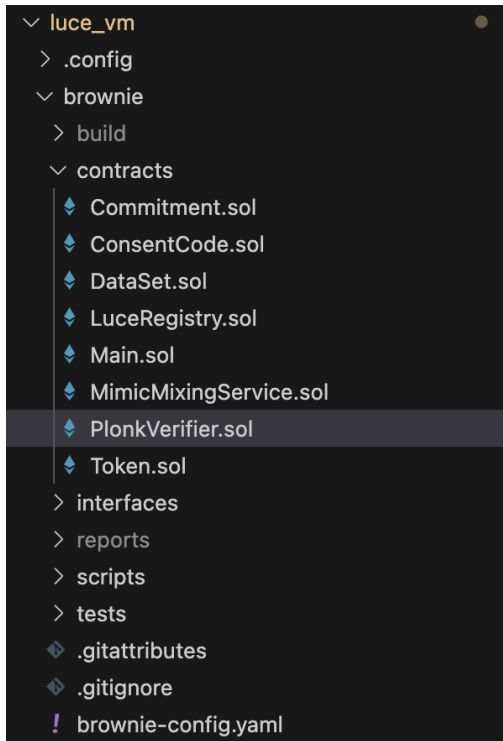 luce_vm
.config
brownie
build
contracts
Commitment.sol
ConsentCode.sol
DataSet.sol
LuceRegistry.sol
Main.sol
MimicMixingService.sol
PlonkVerifier.sol
Token.sol
interfaces
reports
scripts
tests
.gitattributes
.gitignore
! brownie-config.yaml